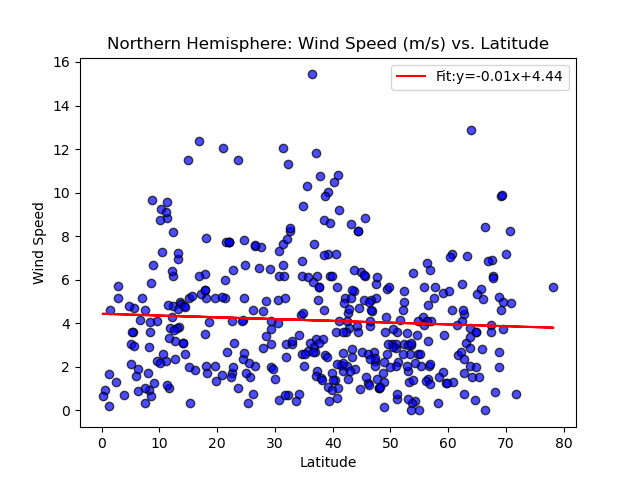 Northern Hemisphere: Wind Speed (m/s) vs. Latitude
Fit:y=-0.01x+4.44
16
14
12
10
8
6
4
2
0
Wind Speed
0 10 20 30 40 50 60 70 80
Latitude